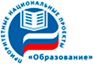 ПРИОРИТЕТНЫЕ НАЦИОНАЛЬНЫЕ ПРОЕКТЫ
«Образование»